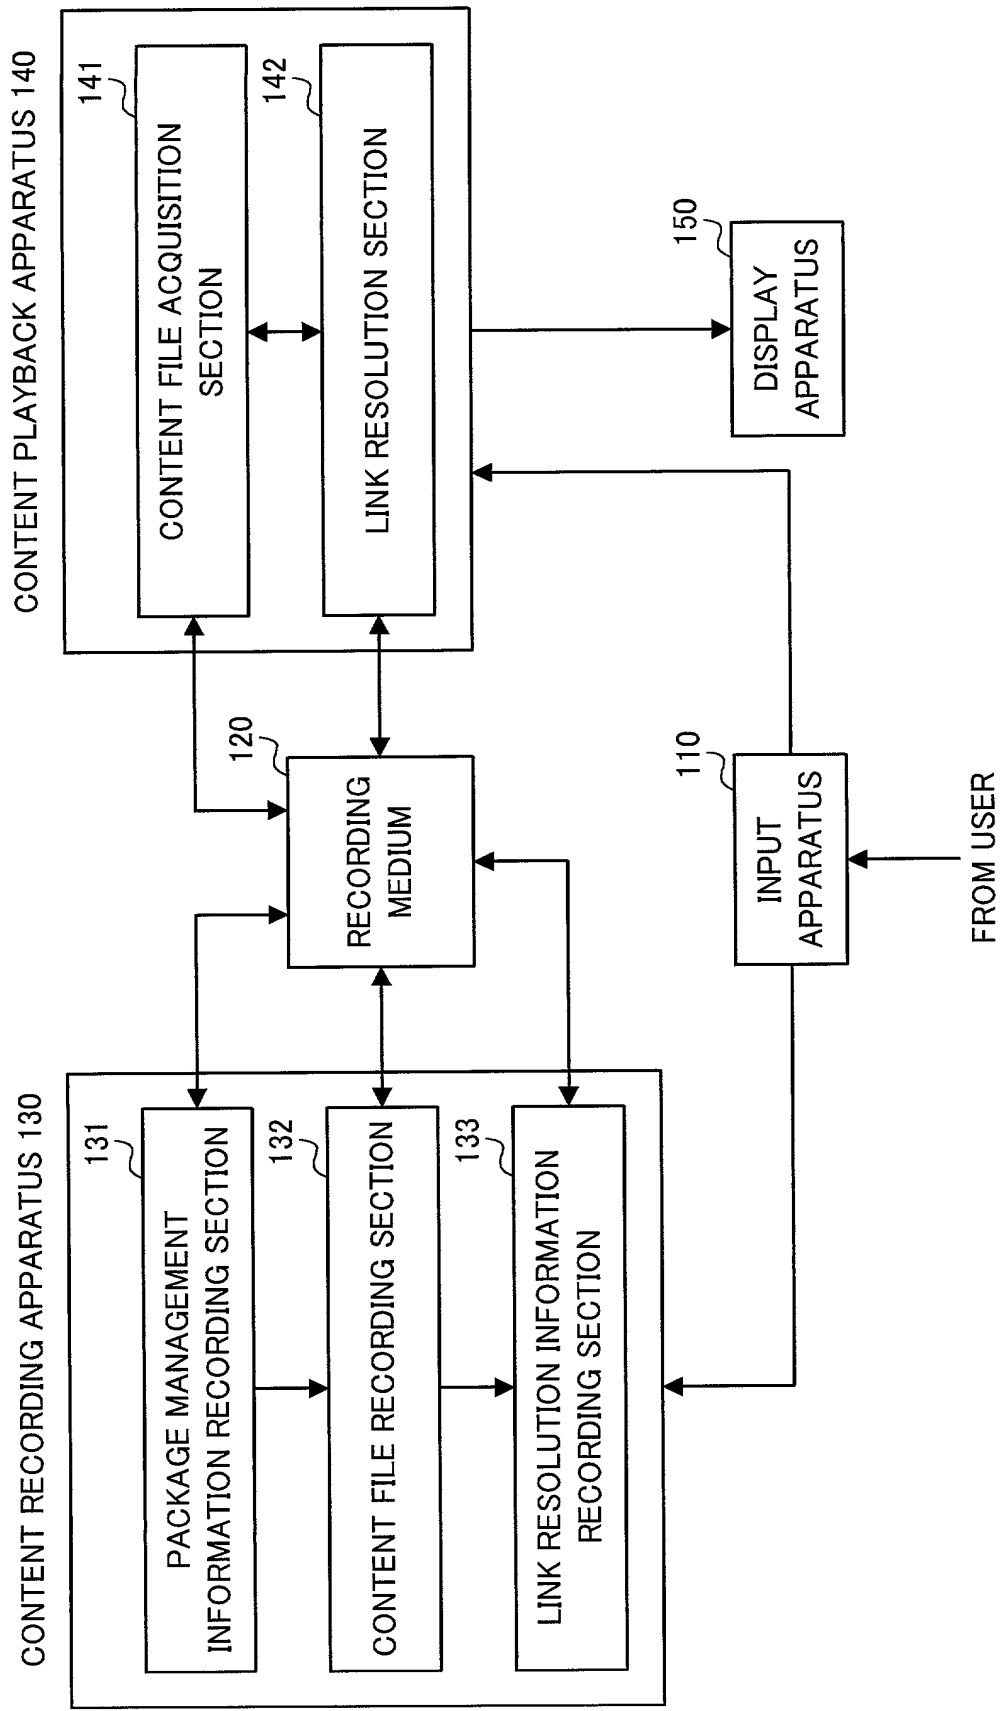 CONTENT RECORDING APPARATUS 130
131
PACKAGE MANAGEMENT
INFORMATION RECORDING SECTION
132
CONTENT FILE RECORDING SECTION
133
LINK RESOLUTION INFORMATION
RECORDING SECTION
120
RECORDING
MEDIUM
CONTENT PLAYBACK APPARATUS 140
141
CONTENT FILE ACQUISITION
SECTION
142
LINK RESOLUTION SECTION
110
INPUT
APPARATUS
FROM USER
150
DISPLAY
APPARATUS